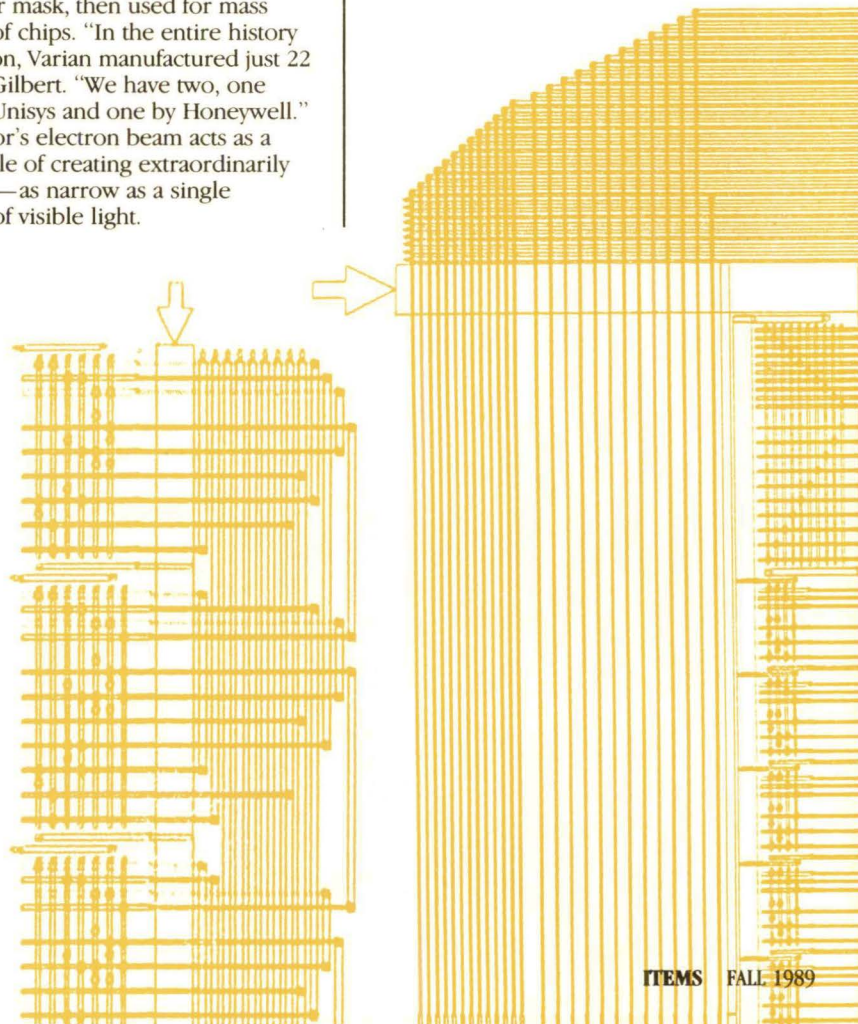 r mask, then used for mass
of chips. “In the entire history
on, Varian manufactured just 22
Gilbert. “We have two, one
Unisys and one by Honeywell.”
or’s electron beam acts as a
le of creating extraordinarily
—as narrow as a single
of visible light.
ITEMS FALL 1989